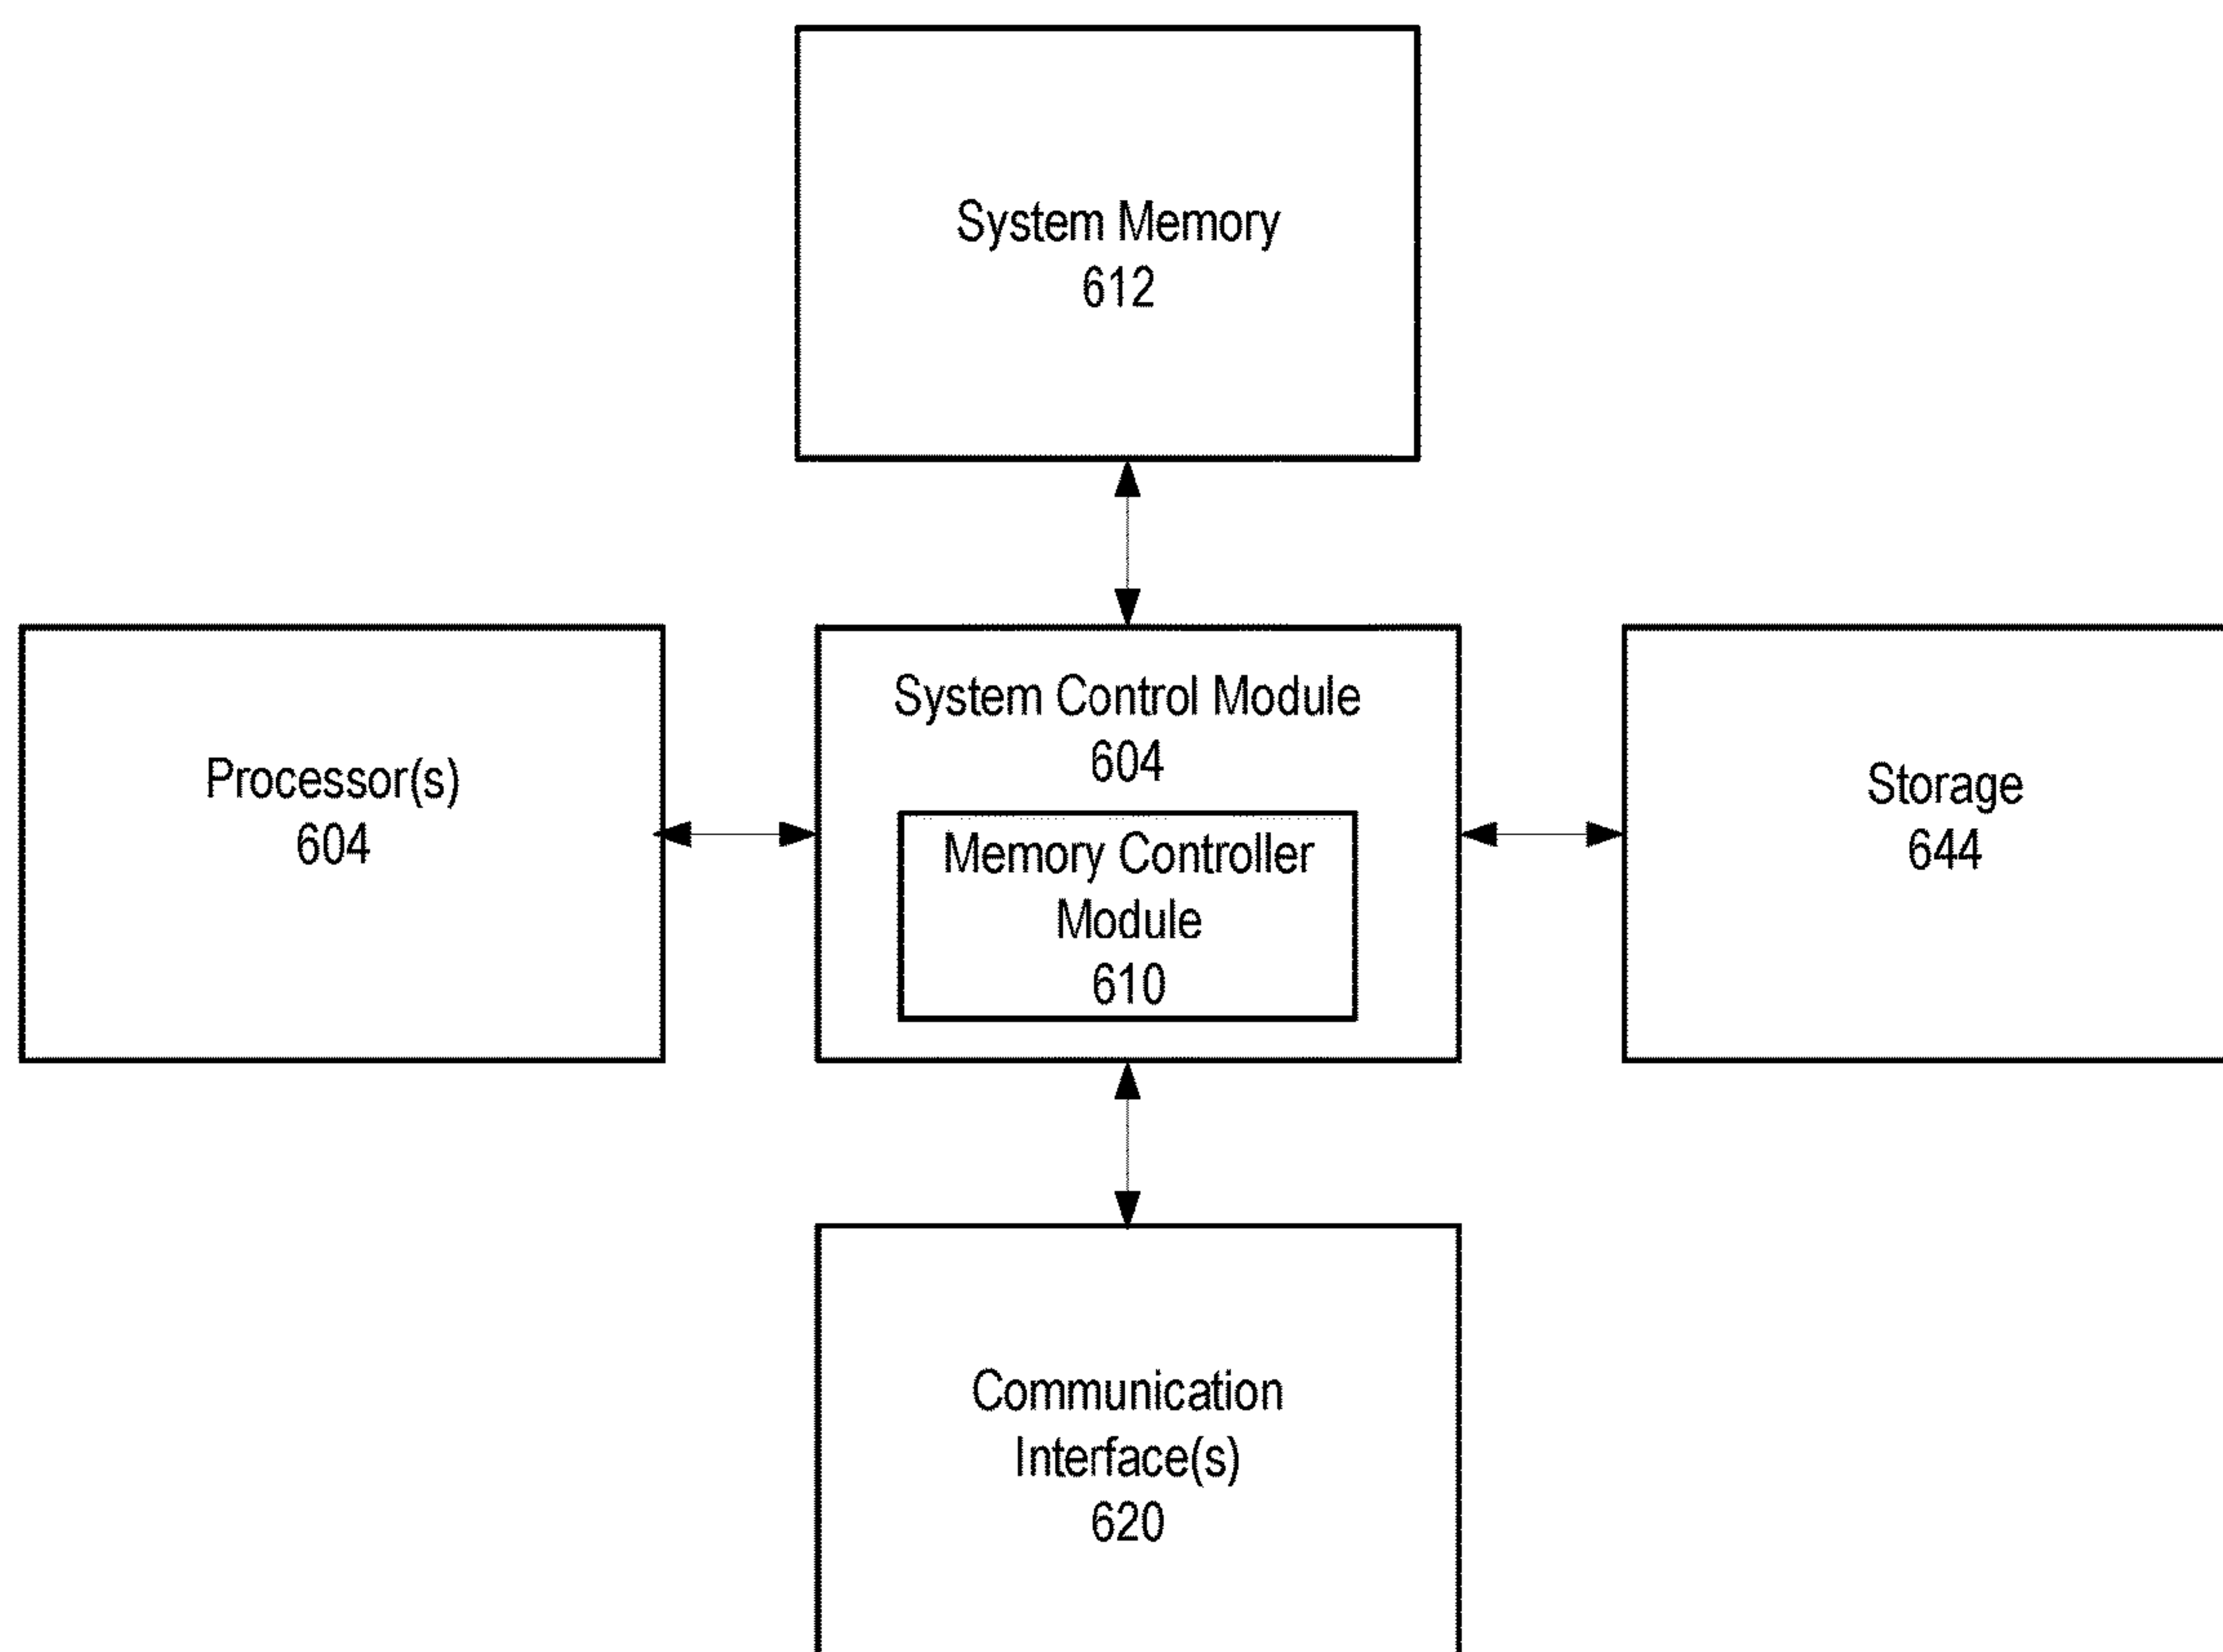 System Memory
612
System Control Module
604
Processor(s)
604
Memory Controller
Module
610
Storage
644
Communication
Interface(s)
620